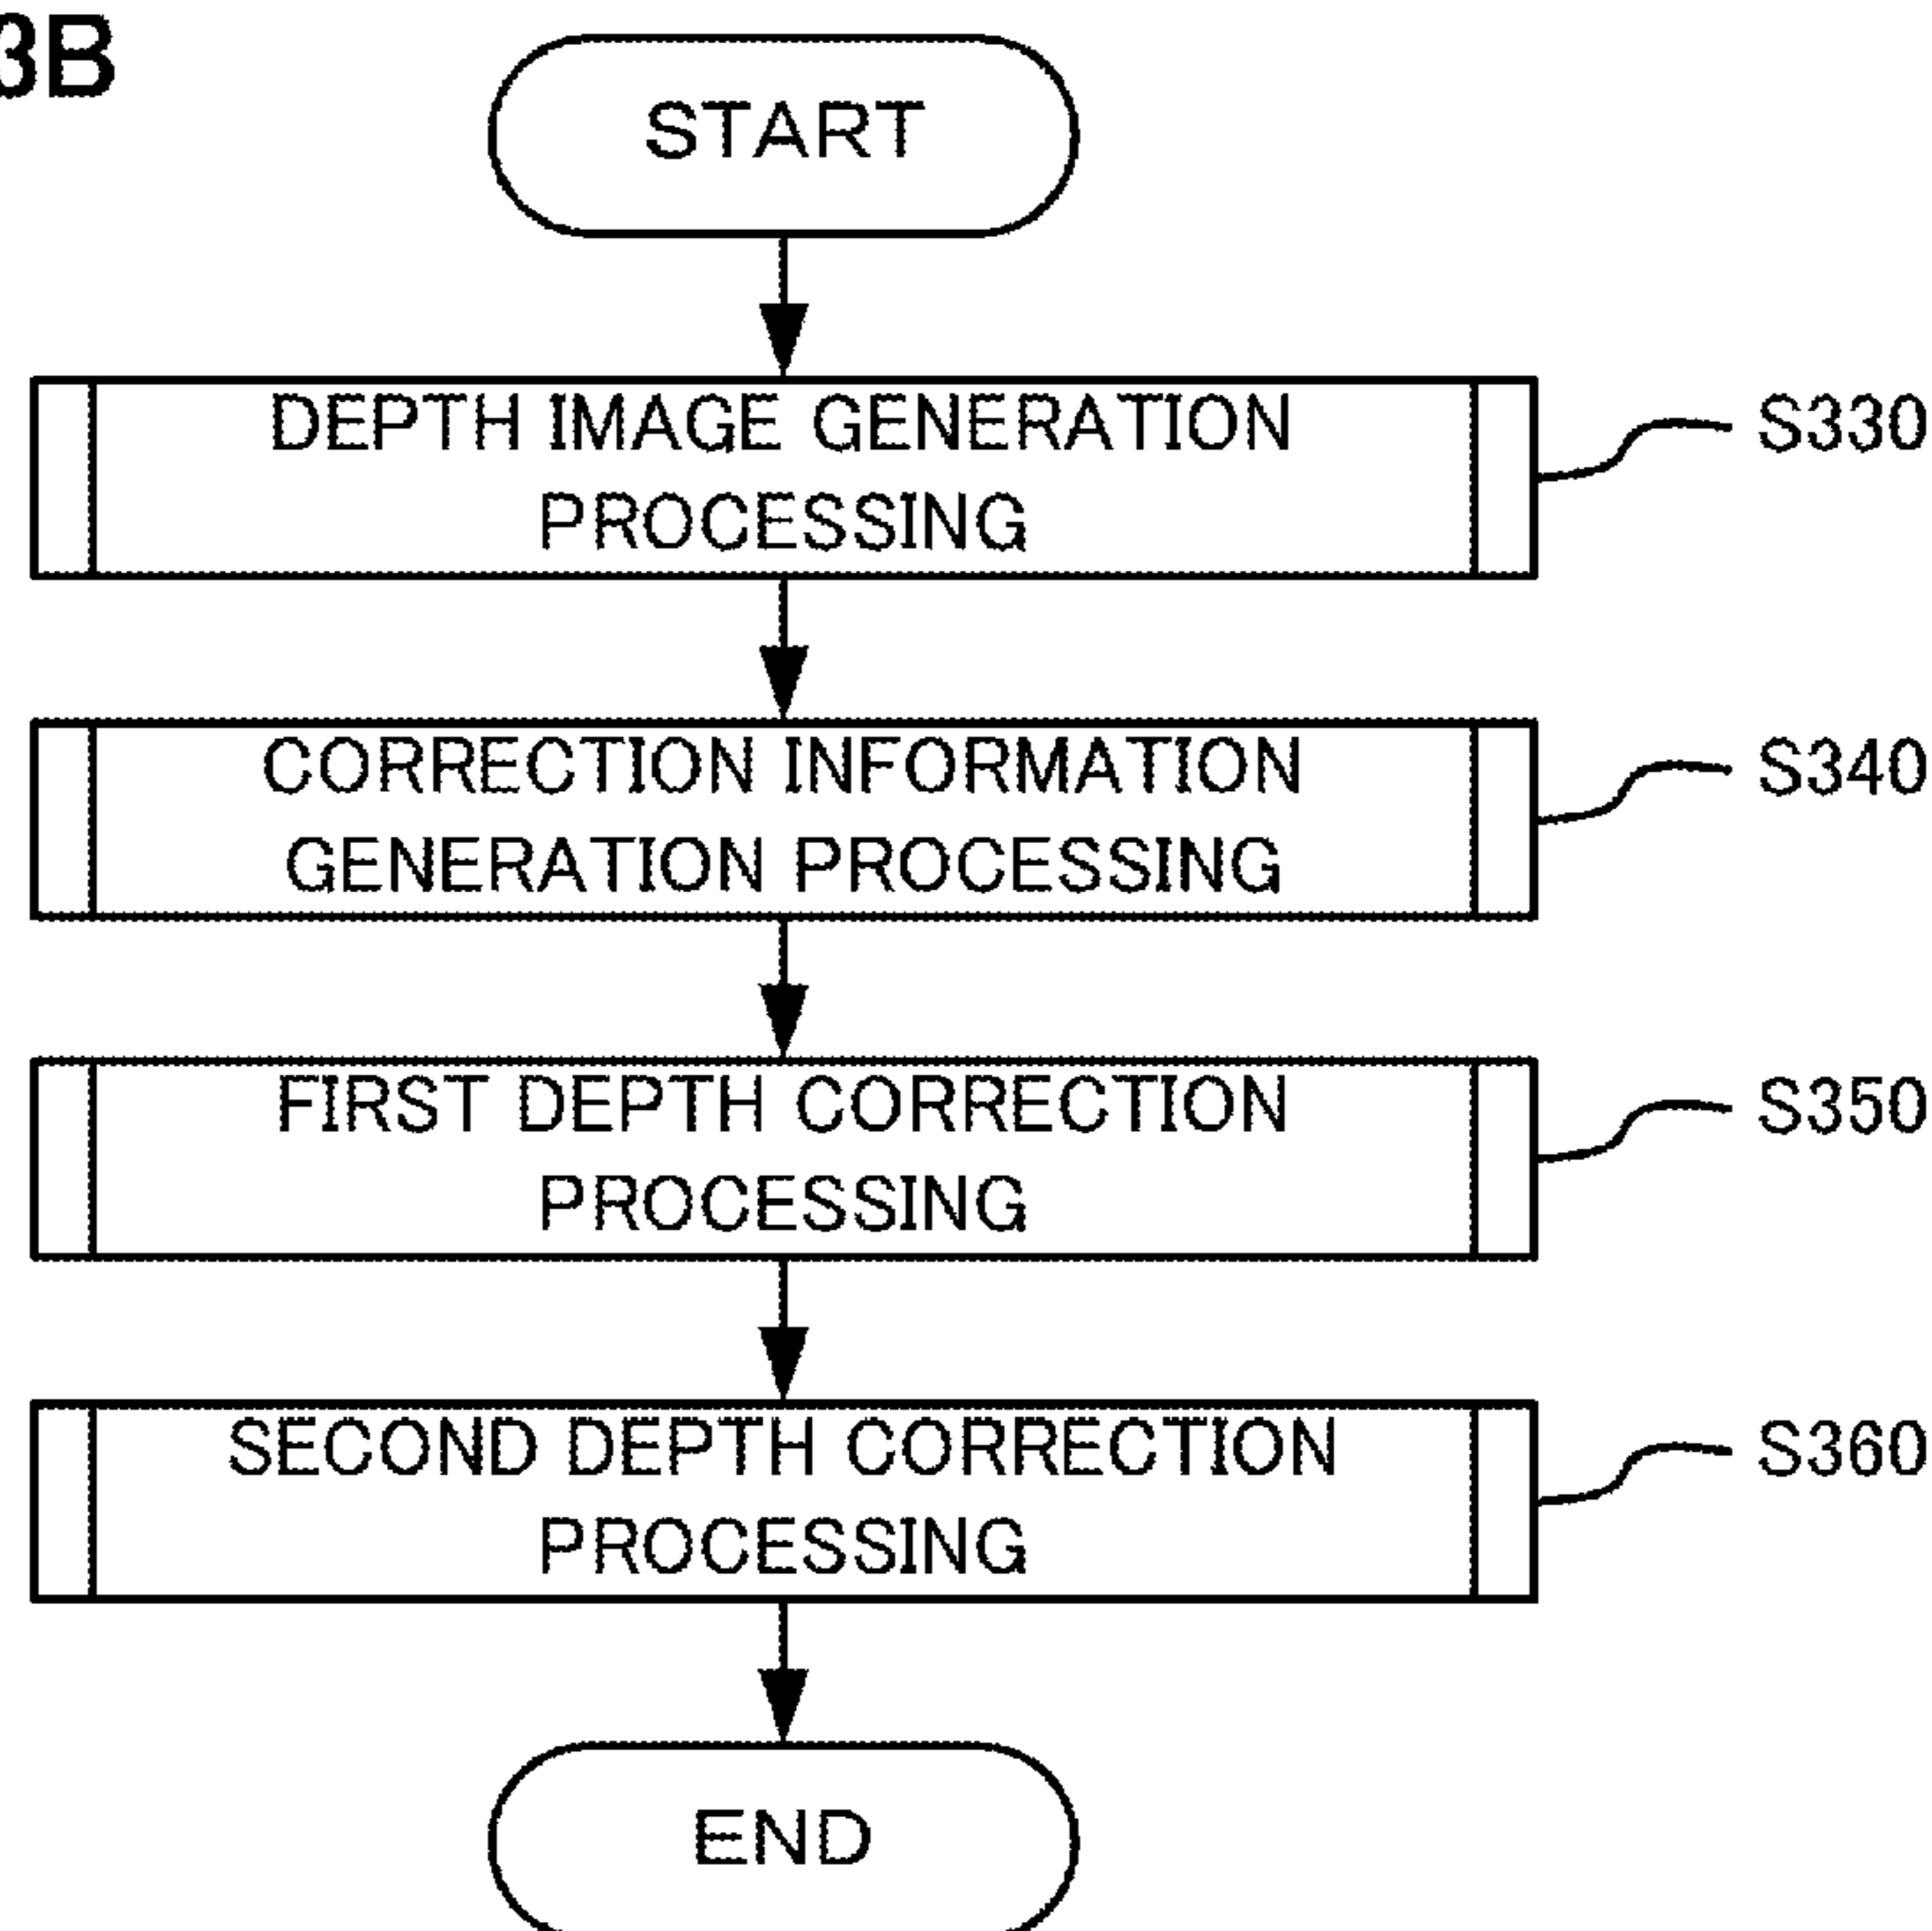 3B
START
DEPTH IMAGE GENERATION
PROCESSING
S330
CORRECTION INFORMATION
GENERATION PROCESSING
S340
FIRST DEPTH CORRECTION
PROCESSING
S350
SECOND DEPTH CORRECTION
PROCESSING
S360
END